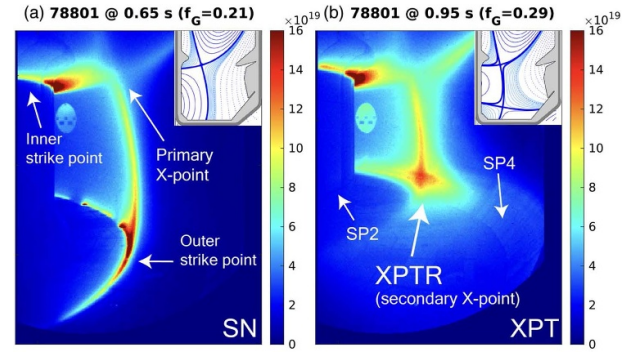 (a) 78801 @ 0.65 s (f_G=0.21)
×10^19
16
14
12
10
8
6
4
2
0
Inner
strike point
Primary
X-point
Outer
strike point
SN
(b) 78801 @ 0.95 s (f_G=0.29)
×10^19
16
14
12
10
8
6
4
2
0
SP4
SP2
XPTR
(secondary X-point)
XPT